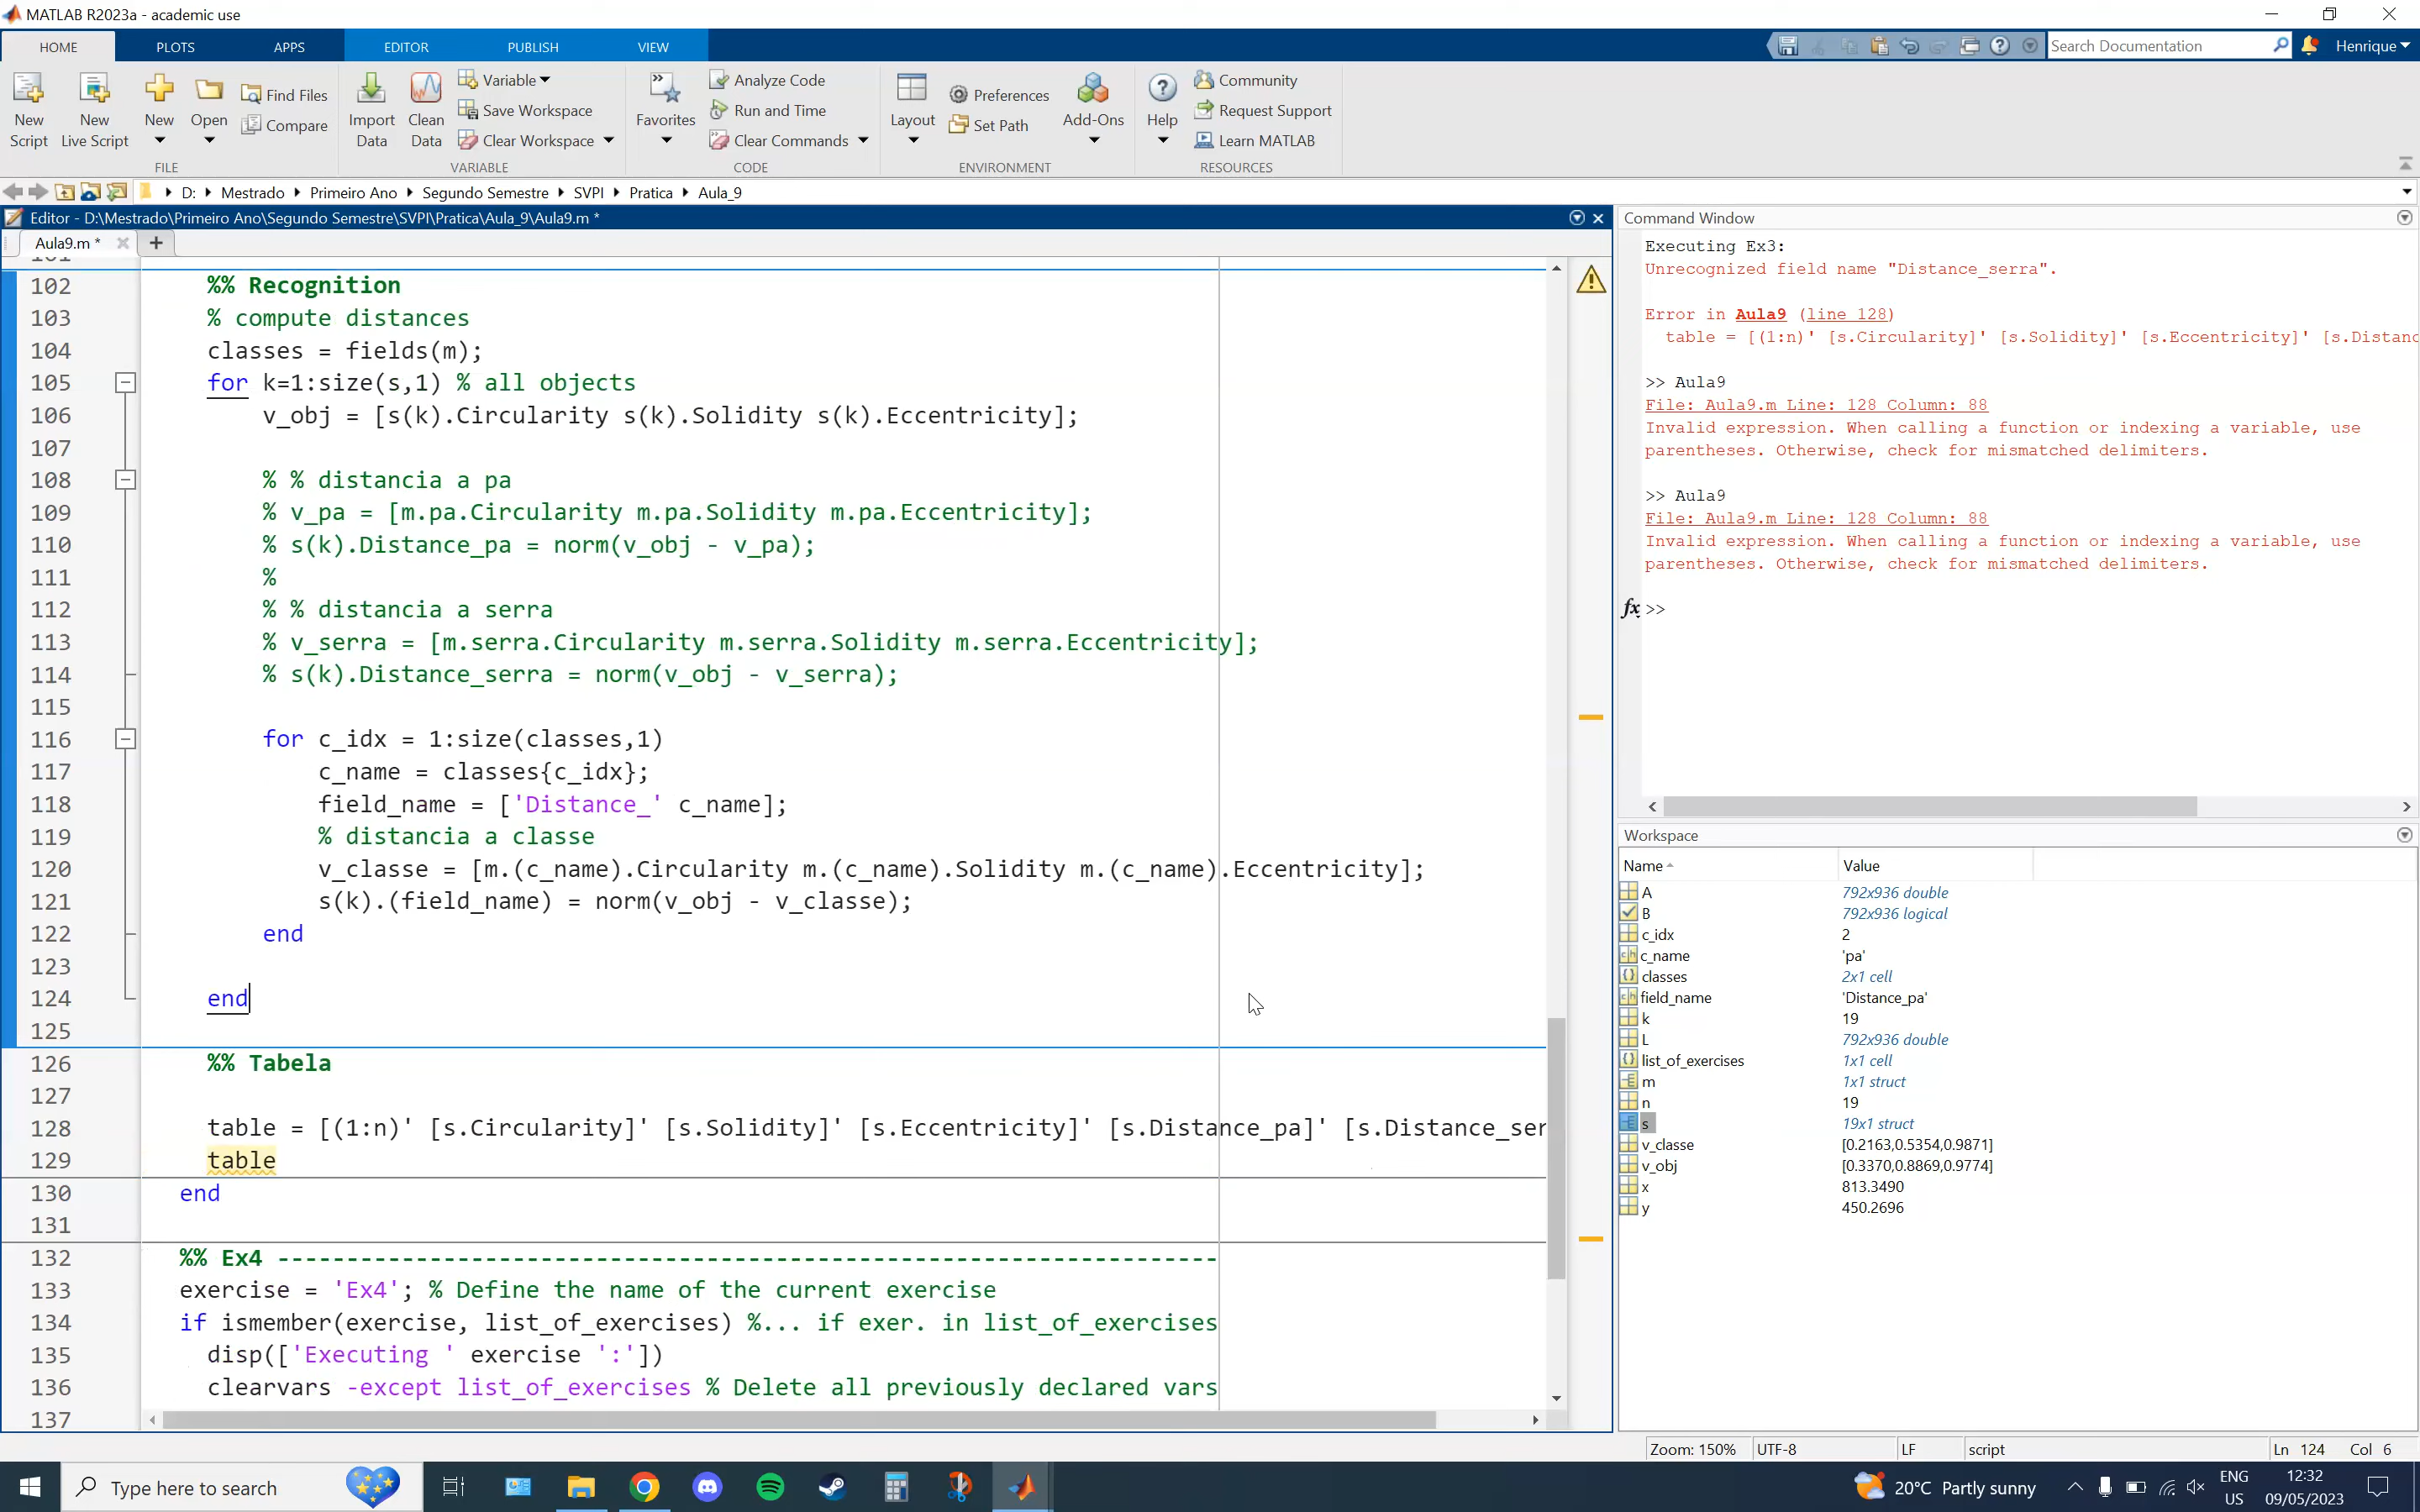 MATLAB R2023a - academic use
HOME PLOTS APPS EDITOR PUBLISH VIEW
Search Documentation
Henrique
New Script
New Live Script
New
Open
Find Files
Compare
FILE
Import Data
Clean Data
Variable
Save Workspace
Clear Workspace
VARIABLE
Favorites
Analyze Code
Run and Time
Clear Commands
CODE
Layout
Preferences
Set Path
Add-Ons
ENVIRONMENT
Help
Community
Request Support
Learn MATLAB
RESOURCES
D: Mestrado Primeiro Ano Segundo Semestre SVPI Pratica Aula_9
Editor - D:\Mestrado\Primeiro Ano\Segundo Semestre\SVPI\Pratica\Aula_9\Aula9.m *
Aula9.m *
102 %% Recognition
103 % compute distances
104 classes = fields(m);
105 for k=1:size(s,1) % all objects
106 v_obj = [s(k).Circularity s(k).Solidity s(k).Eccentricity];
107
108 % % distancia a pa
109 % v_pa = [m.pa.Circularity m.pa.Solidity m.pa.Eccentricity];
110 % s(k).Distance_pa = norm(v_obj - v_pa);
111 %
112 % % distancia a serra
113 % v_serra = [m.serra.Circularity m.serra.Solidity m.serra.Eccentricity];
114 % s(k).Distance_serra = norm(v_obj - v_serra);
115
116 for c_idx = 1:size(classes,1)
117 c_name = classes{c_idx};
118 field_name = ['Distance_' c_name];
119 % distancia a classe
120 v_classe = [m.(c_name).Circularity m.(c_name).Solidity m.(c_name).Eccentricity];
121 s(k).(field_name) = norm(v_obj - v_classe);
122 end
123
124 end
125
126 %% Tabela
127
128 table = [(1:n)' [s.Circularity]' [s.Solidity]' [s.Eccentricity]' [s.Distance_pa]' [s.Distance_ser
129 table
130 end
131
132 %% Ex4 --------------------------------------------------------------------
133 exercise = 'Ex4'; % Define the name of the current exercise
134 if ismember(exercise, list_of_exercises) %... if exer. in list_of_exercises
135 disp(['Executing ' exercise ':'])
136 clearvars -except list_of_exercises % Delete all previously declared vars
137
Command Window
Executing Ex3:
Unrecognized field name "Distance_serra".
Error in Aula9 (line 128)
table = [(1:n)' [s.Circularity]' [s.Solidity]' [s.Eccentricity]' [s.Distanc
>> Aula9
File: Aula9.m Line: 128 Column: 88
Invalid expression. When calling a function or indexing a variable, use
parentheses. Otherwise, check for mismatched delimiters.
>> Aula9
File: Aula9.m Line: 128 Column: 88
Invalid expression. When calling a function or indexing a variable, use
parentheses. Otherwise, check for mismatched delimiters.
fx >>
Workspace
Name Value
A 792x936 double
B 792x936 logical
c_idx 2
c_name 'pa'
classes 2x1 cell
field_name 'Distance_pa'
k 19
L 792x936 double
list_of_exercises 1x1 cell
m 1x1 struct
n 19
s 19x1 struct
v_classe [0.2163,0.5354,0.9871]
v_obj [0.3370,0.8869,0.9774]
x 813.3490
y 450.2696
Zoom: 150% UTF-8 LF script Ln 124 Col 6
Type here to search
20°C Partly sunny
ENG US
12:32
09/05/2023